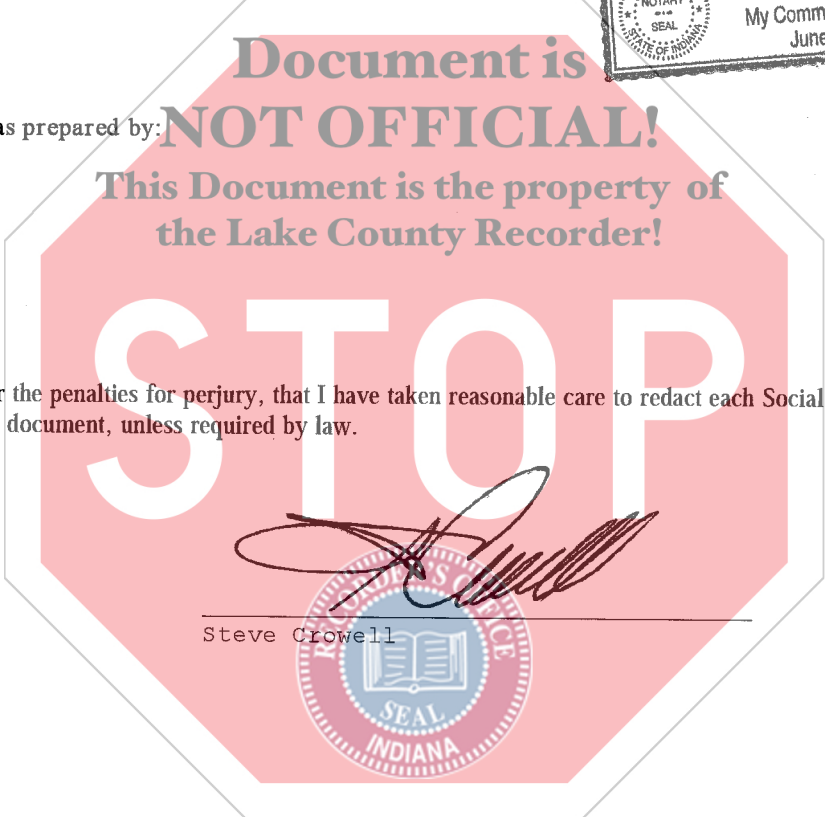 NOTARY
SEAL
STATE OF INDIANA
My Comm
June
Document is
as prepared by:
NOT OFFICIAL!
This Document is the property of
the Lake County Recorder!
STOP
r the penalties for perjury, that I have taken reasonable care to redact each Social
document, unless required by law.
Steve Crowell
RECORDER'S OFFICE
SEAL
INDIANA